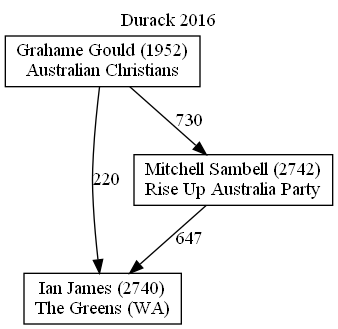 Durack 2016
Grahame Gould (1952)
Australian Christians
730
Mitchell Sambell (2742)
Rise Up Australia Party
220
647
Ian James (2740)
The Greens (WA)